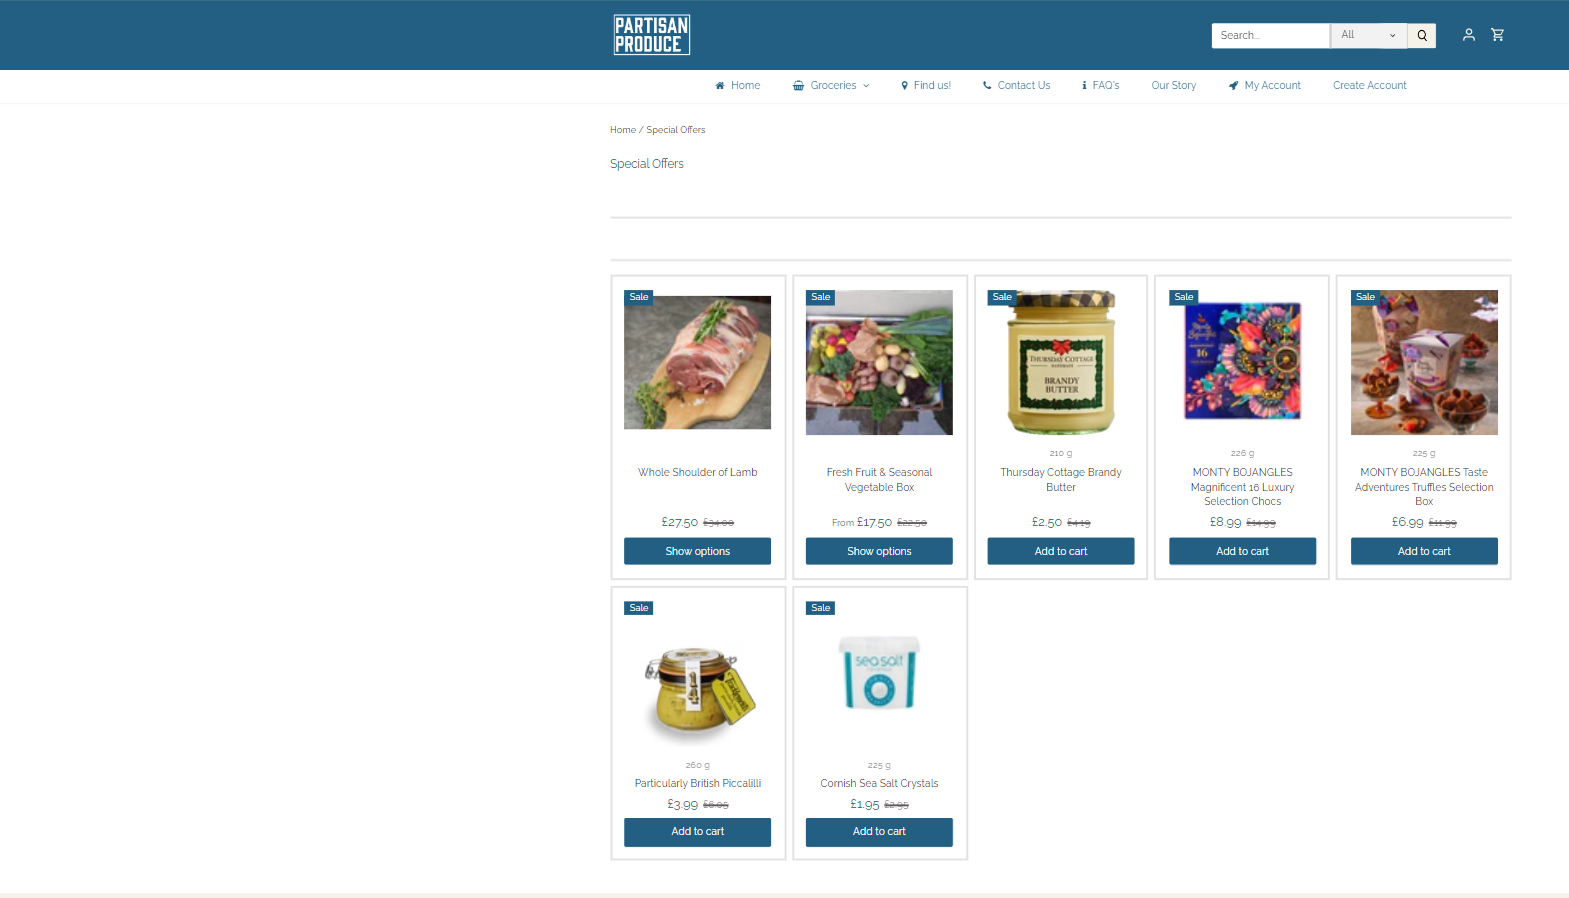 PARTISAN
PRODUCE
Search...
All
Home
Groceries
Find us!
Contact Us
FAQ's
Our Story
My Account
Create Account
Home / Special Offers
Special Offers
Sale
Sale
Sale
Sale
Sale
THURSDAY COTTAGE
BRANDY
BUTTER
Monty
Bojangles
16
210 g
226 g
225 g
Whole Shoulder of Lamb
Fresh Fruit & Seasonal
Vegetable Box
Thursday Cottage Brandy
Butter
MONTY BOJANGLES
Magnificent 16 Luxury
Selection Chocs
MONTY BOJANGLES Taste
Adventures Truffles Selection
Box
£27.50 £34.00
From £17.50 £22.50
£2.50 £4.19
£8.99 £14.99
£6.99 £11.99
Show options
Show options
Add to cart
Add to cart
Add to cart
Sale
Sale
Tracklements
sea salt
260 g
225 g
Particularly British Piccalilli
Cornish Sea Salt Crystals
£3.99 £6.05
£1.95 £2.95
Add to cart
Add to cart